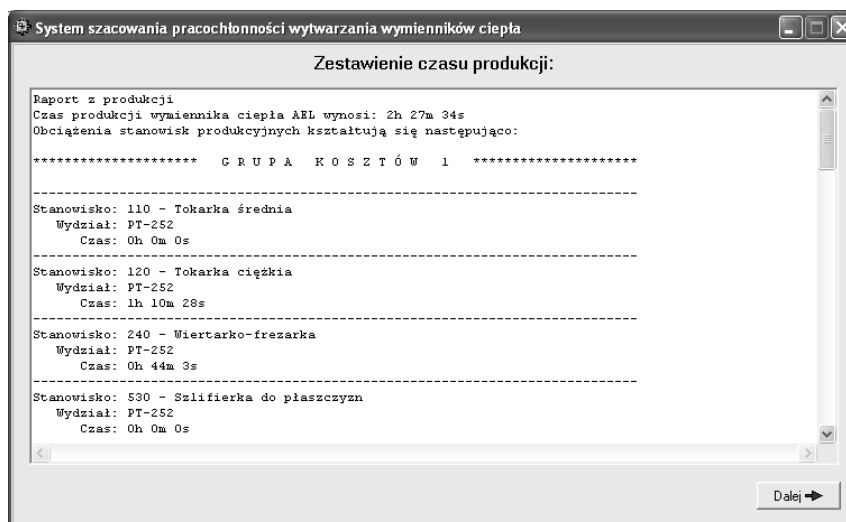 System szacowania pracochłonności wytwarzania wymienników ciepła
Zestawienie czasu produkcji:
Raport z produkcji
Czas produkcji wymiennika ciepła AEL wynosi: 2h 27m 34s
Obciążenia stanowisk produkcyjnych kształtują się następująco:
********************* G R U P A K O S Z T Ó W 1 *********************
-----------------------------------------------------------------------------
Stanowisko: 110 - Tokarka średnia
Wydział: PT-252
Czas: 0h 0m 0s
-----------------------------------------------------------------------------
Stanowisko: 120 - Tokarka ciężkia
Wydział: PT-252
Czas: 1h 10m 28s
-----------------------------------------------------------------------------
Stanowisko: 240 - Wiertarko-frezarka
Wydział: PT-252
Czas: 0h 44m 3s
-----------------------------------------------------------------------------
Stanowisko: 530 - Szlifierka do płaszczyzn
Wydział: PT-252
Czas: 0h 0m 0s
Dalej